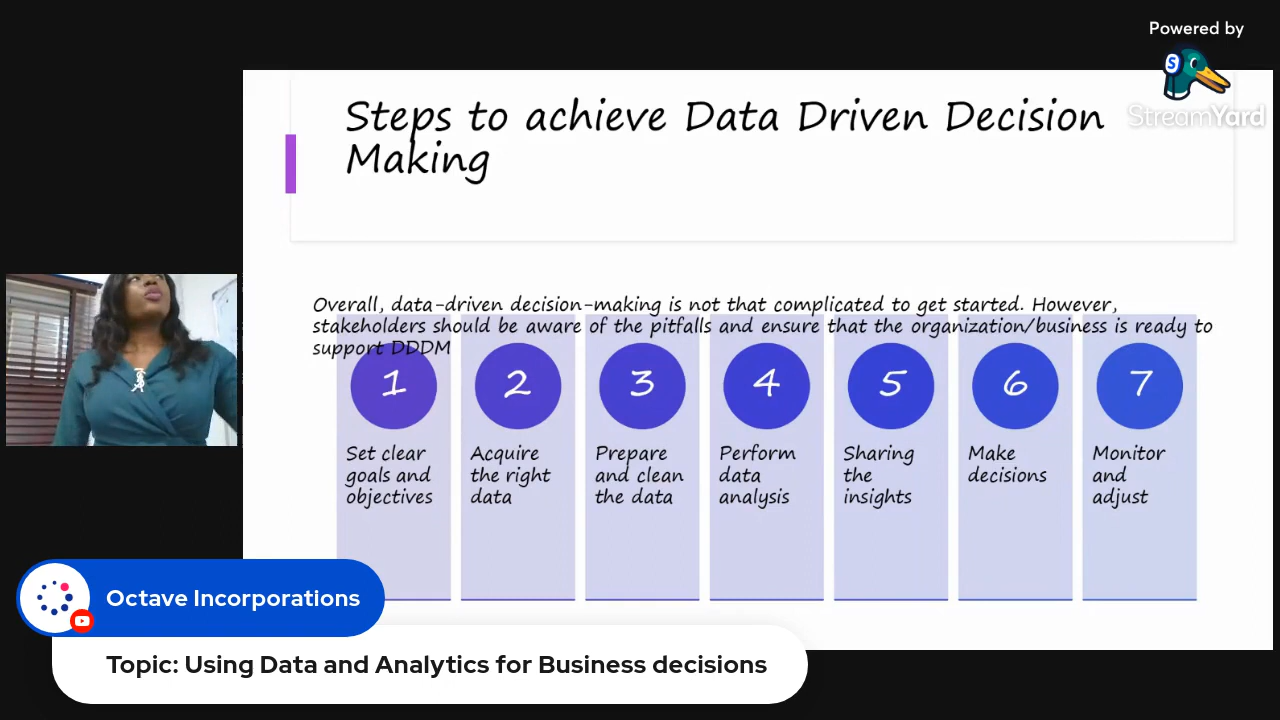 Powered by
StreamYard
Steps to achieve Data Driven Decision
Making
Overall, data-driven decision-making is not that complicated to get started. However,
stakeholders should be aware of the pitfalls and ensure that the organization/business is ready to
support DDDM
1
Set clear
goals and
objectives
2
Acquire
the right
data
3
Prepare
and clean
the data
4
Perform
data
analysis
5
Sharing
the
insights
6
Make
decisions
7
Monitor
and
adjust
Octave Incorporations
Topic: Using Data and Analytics for Business decisions